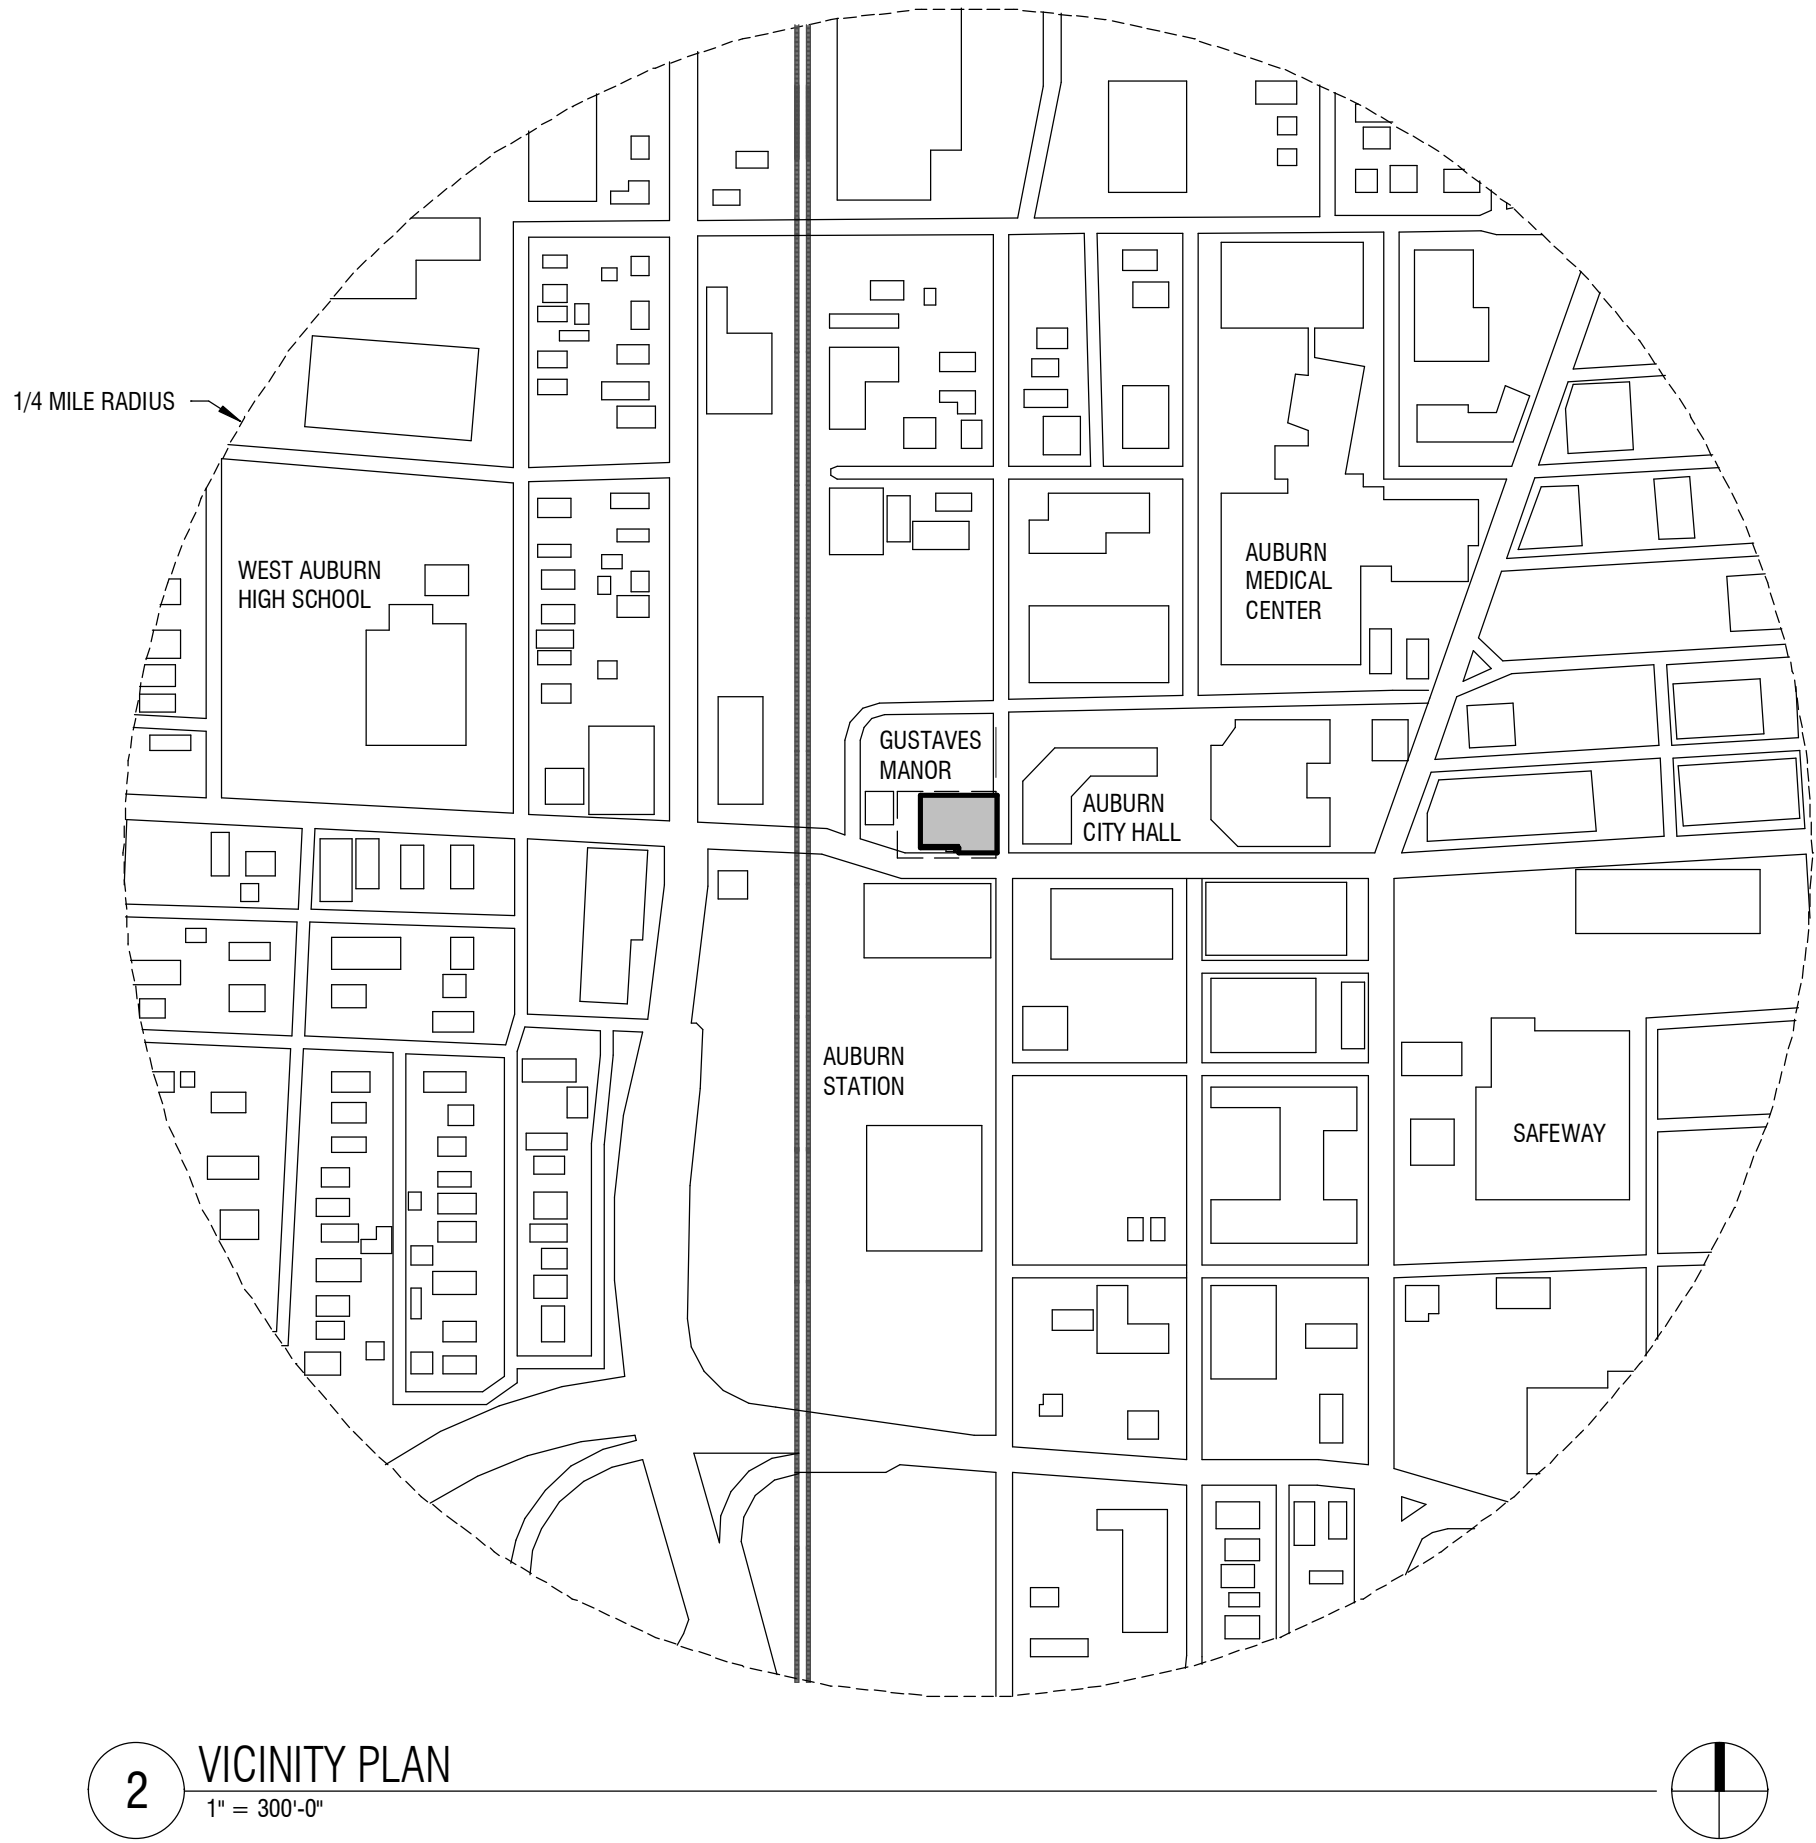 1/4 MILE RADIUS
WEST AUBURN
HIGH SCHOOL
AUBURN
MEDICAL
CENTER
GUSTAVES
MANOR
AUBURN
CITY HALL
AUBURN
STATION
SAFEWAY
2
VICINITY PLAN
1" = 300'-0"